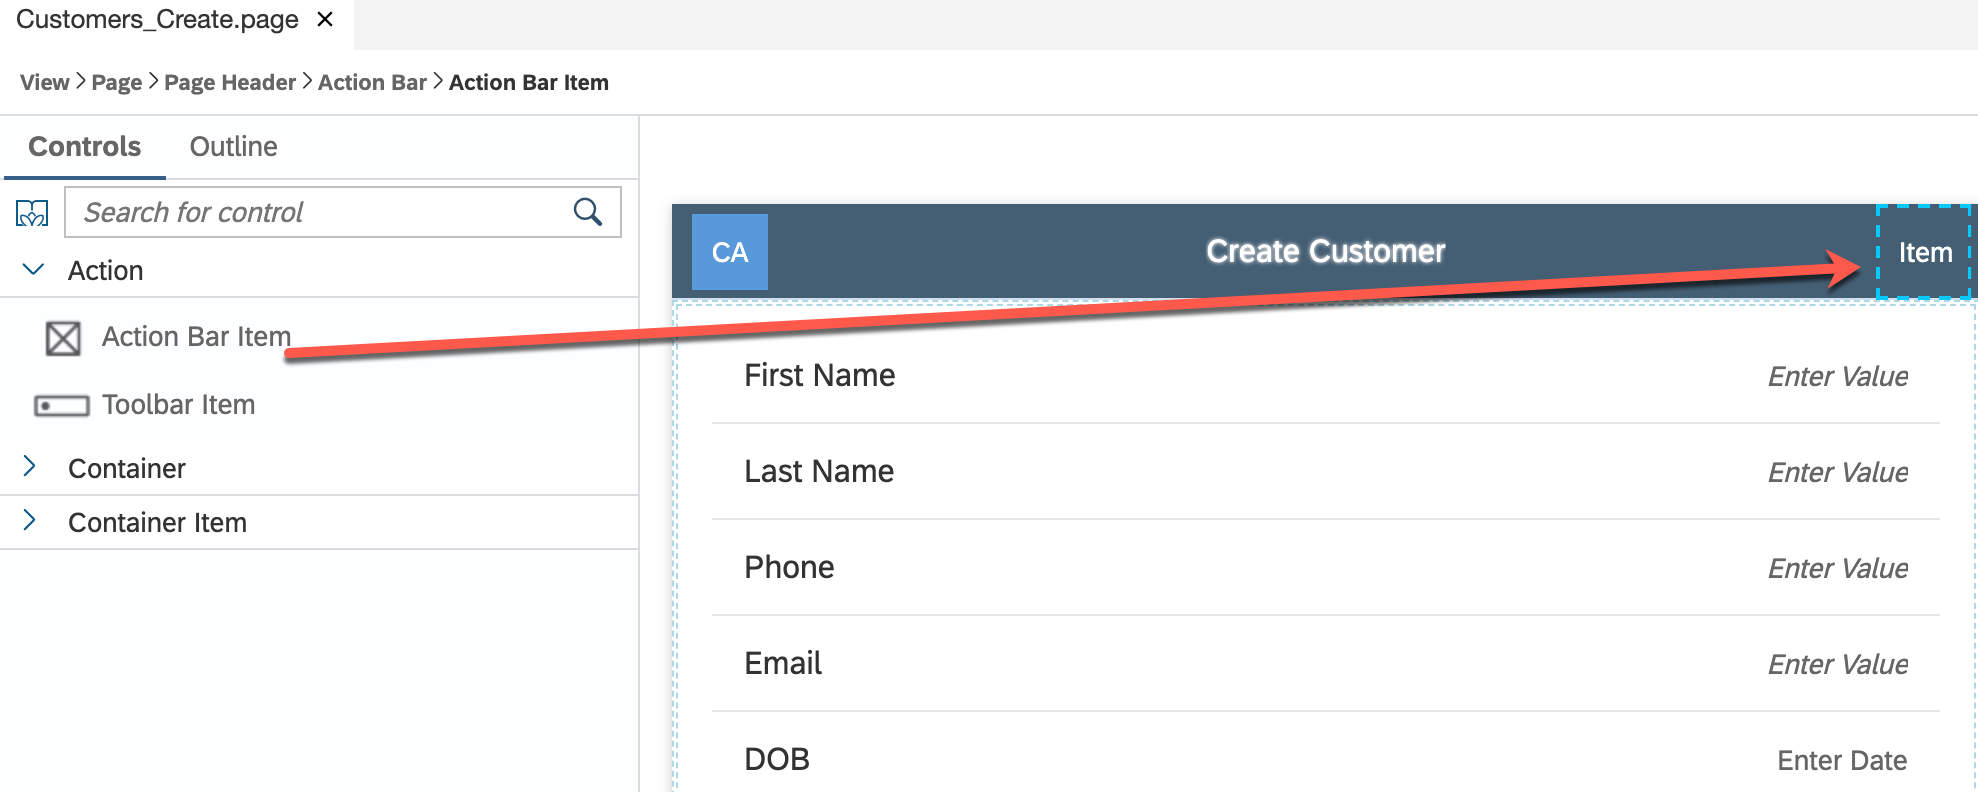 Customers_Create.page ×
View > Page > Page Header > Action Bar > Action Bar Item
Controls Outline
Search for control
Action
Action Bar Item
Toolbar Item
Container
Container Item
CA Create Customer Item
First Name Enter Value
Last Name Enter Value
Phone Enter Value
Email Enter Value
DOB Enter Date